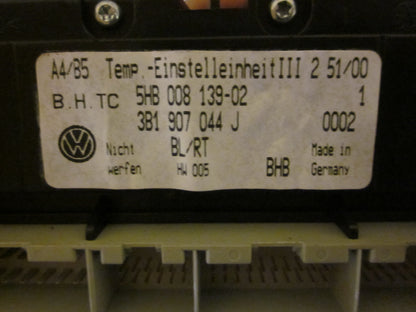 A4/B5 Temp.-EinstelleinheitIII 2 51/00
B.H.TC 5HB 008 139-02 1
3B1 907 044 J 0002
Nicht BL/RT Made in
werfen HW 005 BHB Germany